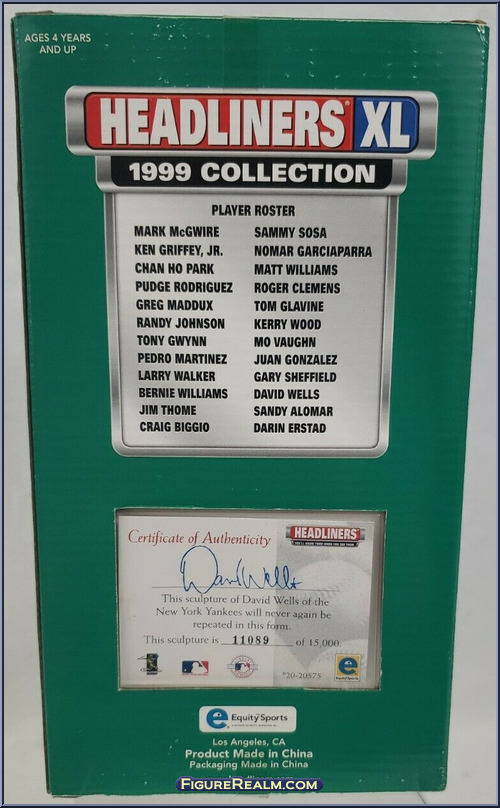 AGES 4 YEARS
AND UP
HEADLINERS® XL
1999 COLLECTION
PLAYER ROSTER
MARK McGWIRE SAMMY SOSA
KEN GRIFFEY, JR. NOMAR GARCIAPARRA
CHAN HO PARK MATT WILLIAMS
PUDGE RODRIGUEZ ROGER CLEMENS
GREG MADDUX TOM GLAVINE
RANDY JOHNSON KERRY WOOD
TONY GWYNN MO VAUGHN
PEDRO MARTINEZ JUAN GONZALEZ
LARRY WALKER GARY SHEFFIELD
BERNIE WILLIAMS DAVID WELLS
JIM THOME SANDY ALOMAR
CRAIG BIGGIO DARIN ERSTAD
Certificate of Authenticity
HEADLINERS
David Wells
This sculpture of David Wells of the
New York Yankees will never again be
repeated in this form.
This sculpture is 11089 of 15,000
*20-20575
Equity Sports
Los Angeles, CA
Product Made in China
Packaging Made in China
FIGUREREALM.COM